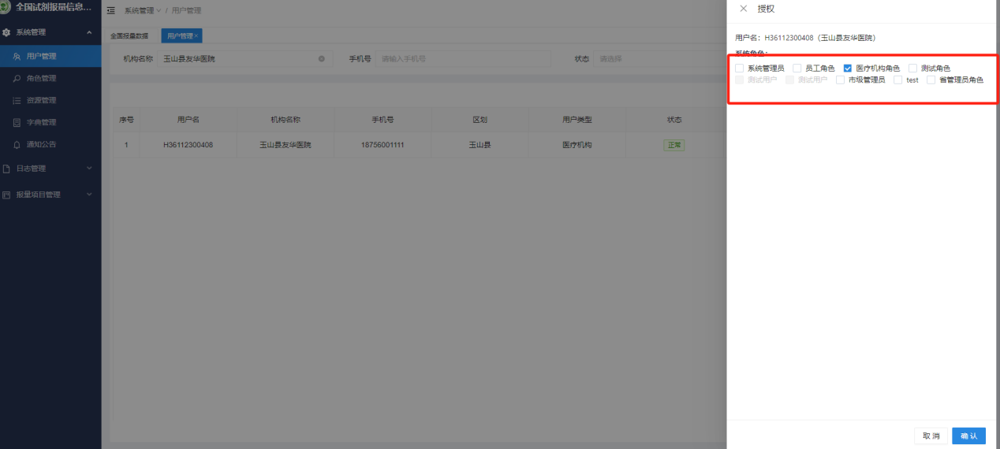 全国试剂报量信息...
系统管理
用户管理
角色管理
资源管理
字典管理
通知公告
日志管理
报量项目管理
系统管理 / 用户管理
全国报量数据 用户管理 ×
机构名称 玉山县友华医院 手机号 请输入手机号 状态 请选择
序号 用户名 机构名称 手机号 区划 用户类型 状态
1 H36112300408 玉山县友华医院 18756001111 玉山县 医疗机构 正常
授权
用户名：H36112300408（玉山县友华医院）
系统角色：
系统管理员 员工角色 医疗机构角色 测试角色
测试用户 测试用户 市级管理员 test 省管理员角色
取 消 确 认